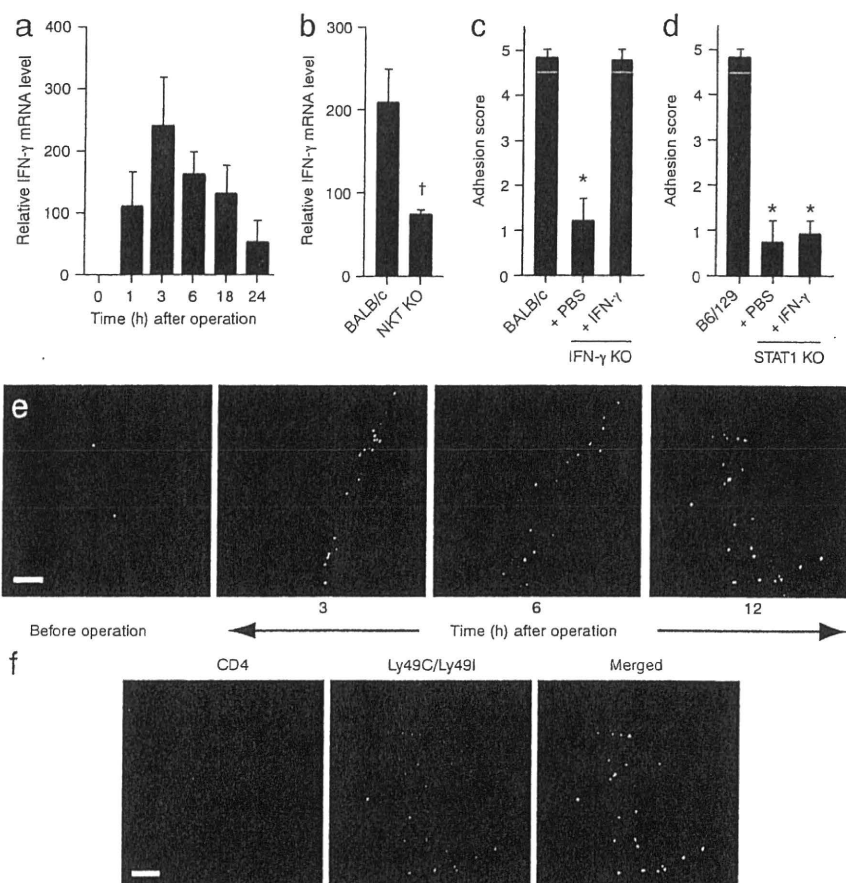 a
Relative IFN-γ mRNA level
400
300
200
100
0
0 1 3 6 18 24
Time (h) after operation
b
Relative IFN-γ mRNA level
300
200
100
0
†
BALB/c
NKT KO
c
Adhesion score
5
4
3
2
1
0
*
BALB/c
+ PBS
+ IFN-γ
IFN-γ KO
d
Adhesion score
5
4
3
2
1
0
* *
B6/129
+ PBS
+ IFN-γ
STAT1 KO
e
3 6 12
Before operation Time (h) after operation
f
CD4 Ly49C/Ly49I Merged